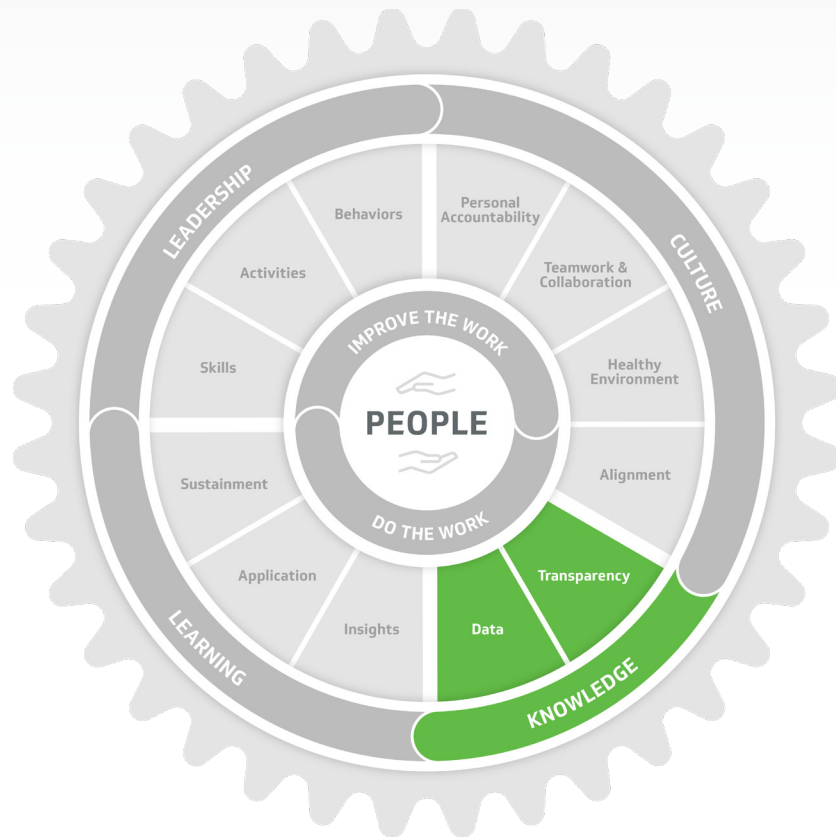 LEADERSHIP
CULTURE
KNOWLEDGE
LEARNING
Behaviors
Personal
Accountability
Activities
Teamwork &
Collaboration
Skills
Healthy
Environment
Sustainment
Alignment
Application
Transparency
Insights
Data
IMPROVE THE WORK
PEOPLE
DO THE WORK